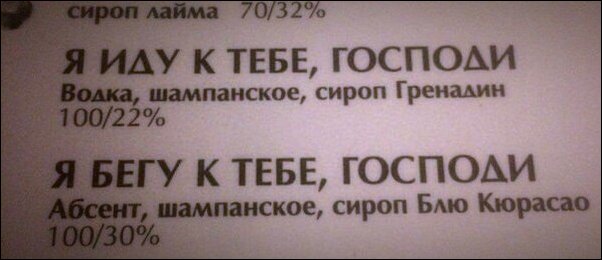 сироп лайма 70/32%
Я ИДУ К ТЕБЕ, ГОСПОДИ
Водка, шампанское, сироп Гренадин
100/22%
Я БЕГУ К ТЕБЕ, ГОСПОДИ
Абсент, шампанское, сироп Блю Кюрасао
100/30%